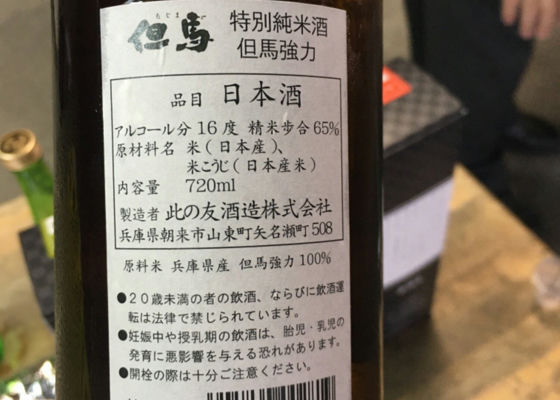 たじま
但馬
特別純米酒
但馬強力
品目 日本酒
アルコール分 16度 精米歩合 65%
原材料名 米(日本産)、
米こうじ(日本産米)
内容量 720ml
製造者 此の友酒造株式会社
兵庫県朝来市山東町矢名瀬町508
原料米 兵庫県産 但馬強力 100%
●20歳未満の者の飲酒、ならびに飲酒運
転は法律で禁じられています。
●妊娠中や授乳期の飲酒は、胎児・乳児の
発育に悪影響を与える恐れがあります。
●開栓の際は十分ご注意ください。